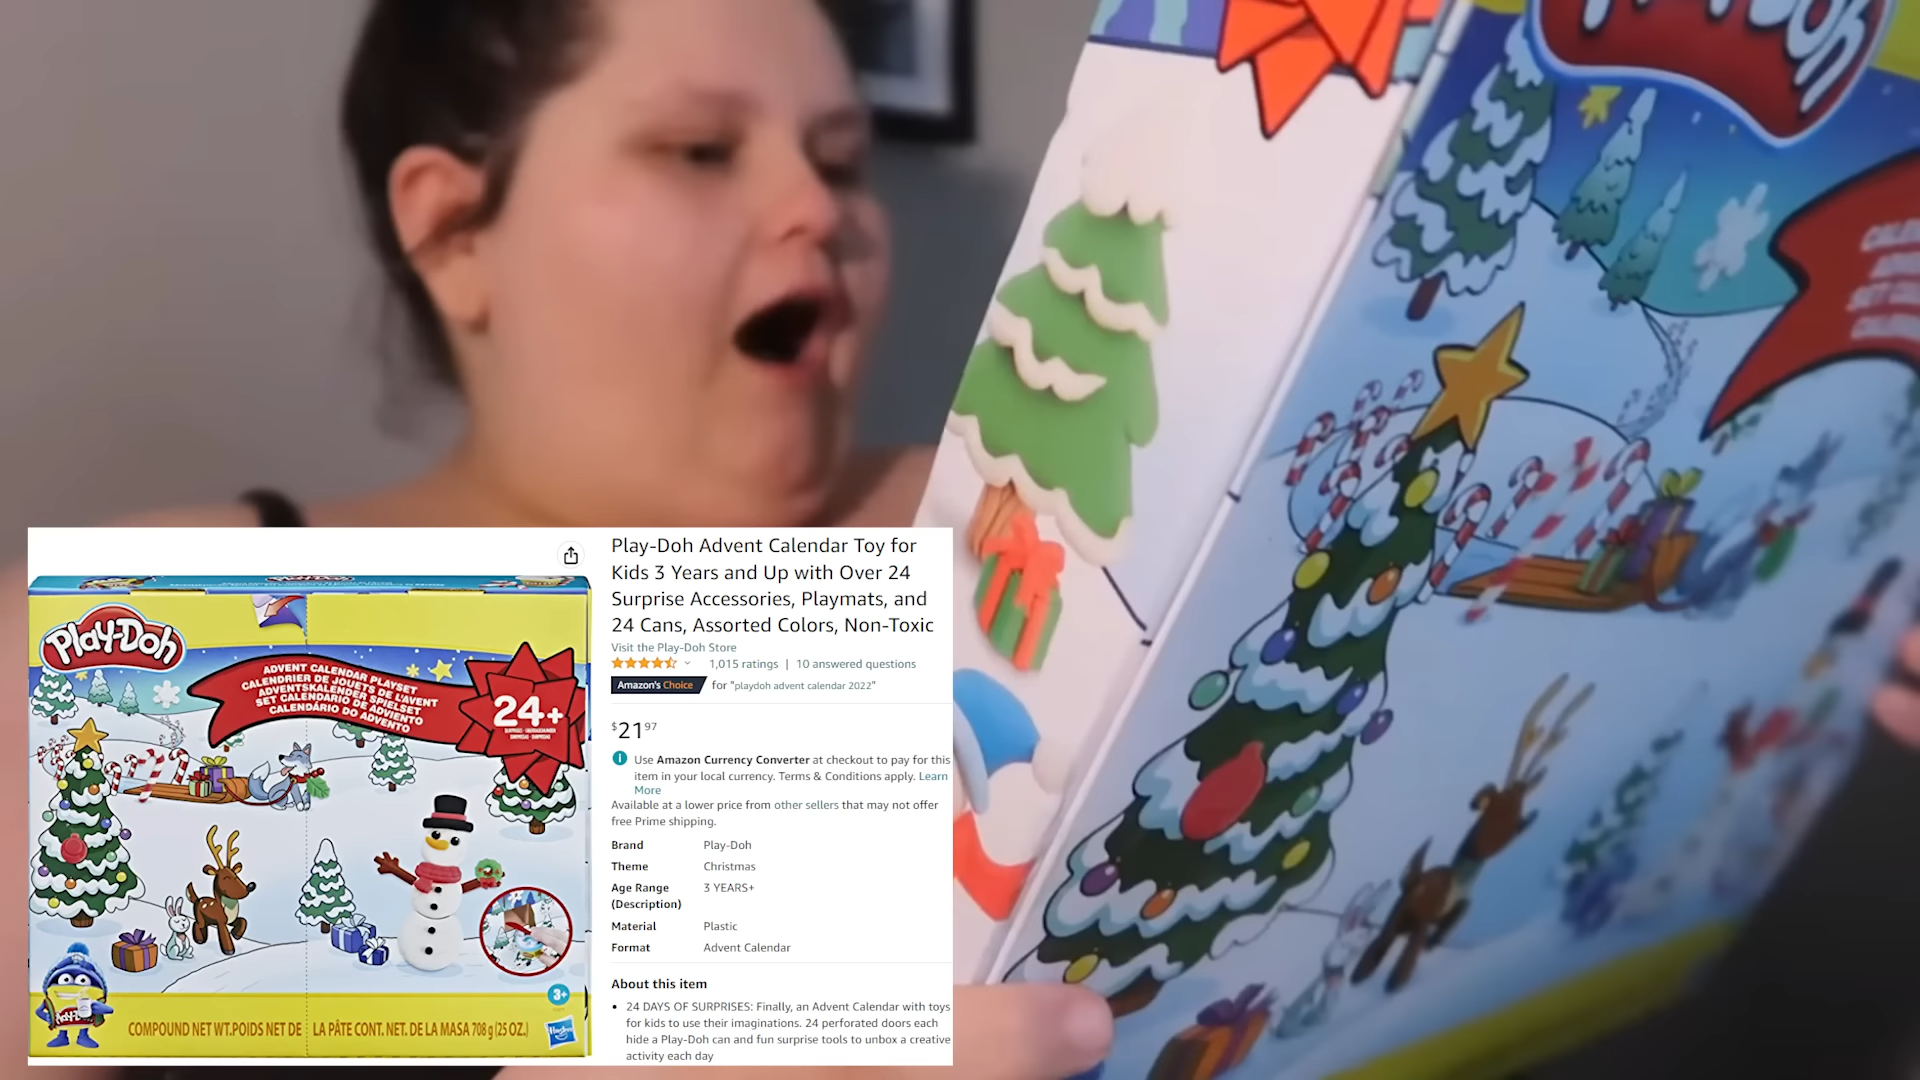 Play-Doh
Play-Doh
ADVENT CALENDAR PLAYSET
CALENDRIER DE JOUETS DE L'AVENT
ADVENTSKALENDER SPIELSET
SET CALENDARIO DE ADVIENTO
CALENDÁRIO DO ADVENTO
24+
3+
Hasbro
COMPOUND NET WT.POIDS NET DE LA PÂTE CONT. NET. DE LA MASA 708 g (25 OZ.)
Play-Doh Advent Calendar Toy for
Kids 3 Years and Up with Over 24
Surprise Accessories, Playmats, and
24 Cans, Assorted Colors, Non-Toxic
Visit the Play-Doh Store
1,015 ratings | 10 answered questions
Amazon's Choice for "playdoh advent calendar 2022"
$21.97
Use Amazon Currency Converter at checkout to pay for this
item in your local currency. Terms & Conditions apply. Learn
More
Available at a lower price from other sellers that may not offer
free Prime shipping.
Brand Play-Doh
Theme Christmas
Age Range 3 YEARS+
(Description)
Material Plastic
Format Advent Calendar
About this item
• 24 DAYS OF SURPRISES: Finally, an Advent Calendar with toys
for kids to use their imaginations. 24 perforated doors each
hide a Play-Doh can and fun surprise tools to unbox a creative
activity each day